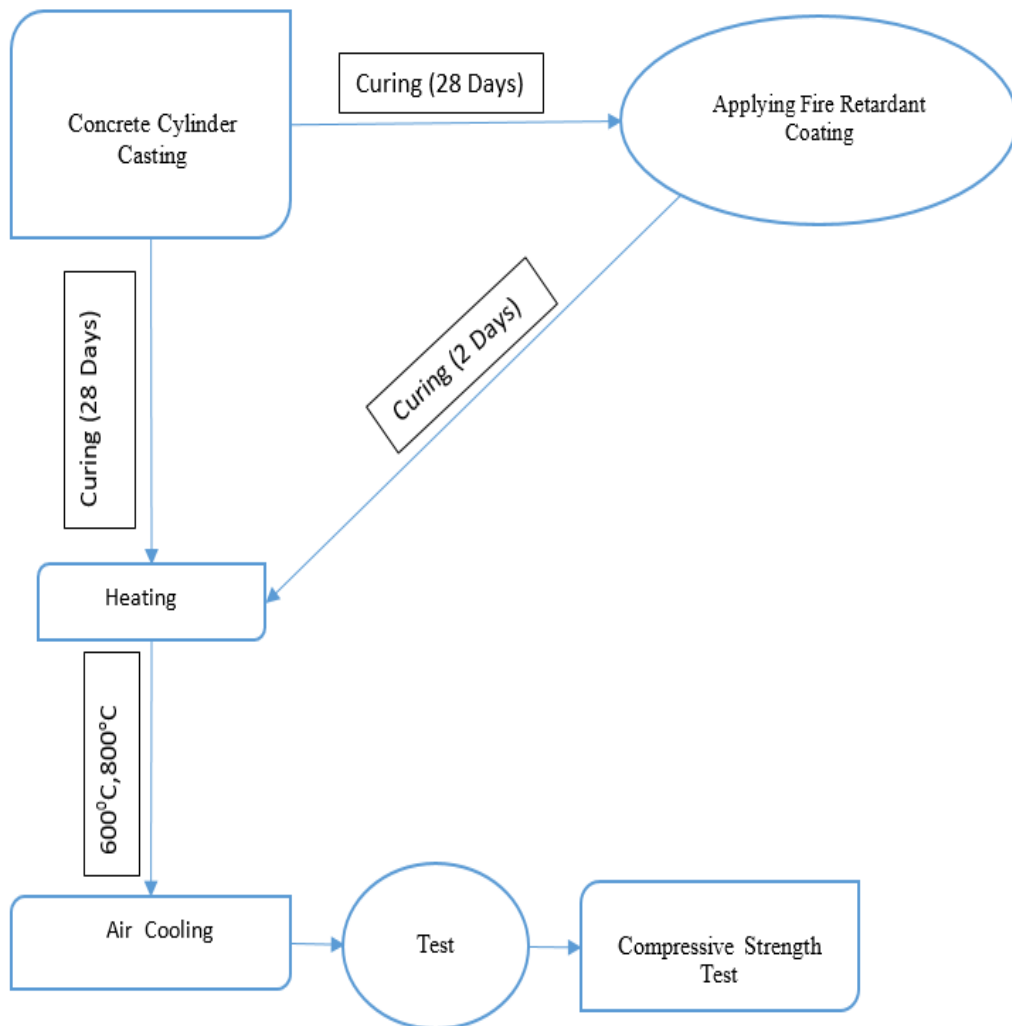 Curing (28 Days)
Concrete Cylinder
Casting
Applying Fire Retardant
Coating
Curing (28 Days)
Curing (2 Days)
Heating
600⁰C,800°C
Air Cooling
Test
Compressive Strength
Test